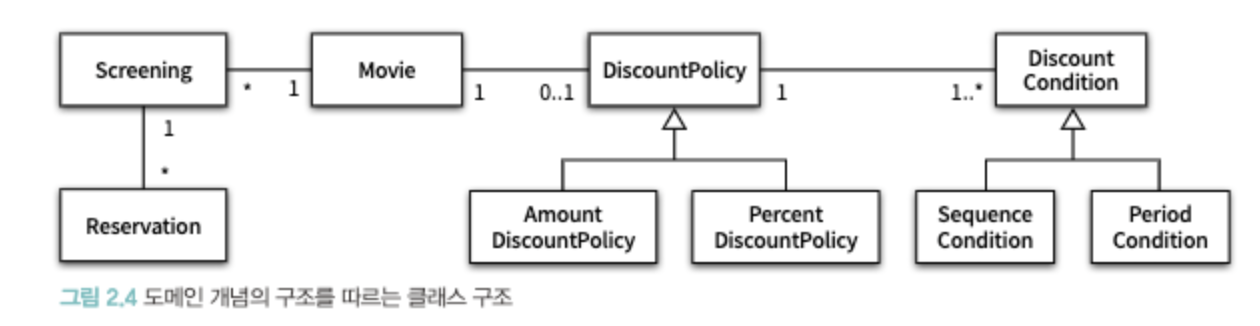 Screening
*
1
Movie
1
0..1
DiscountPolicy
1
1..*
Discount
Condition
1
*
Reservation
Amount
DiscountPolicy
Percent
DiscountPolicy
Sequence
Condition
Period
Condition
그림 2.4 도메인 개념의 구조를 따르는 클래스 구조